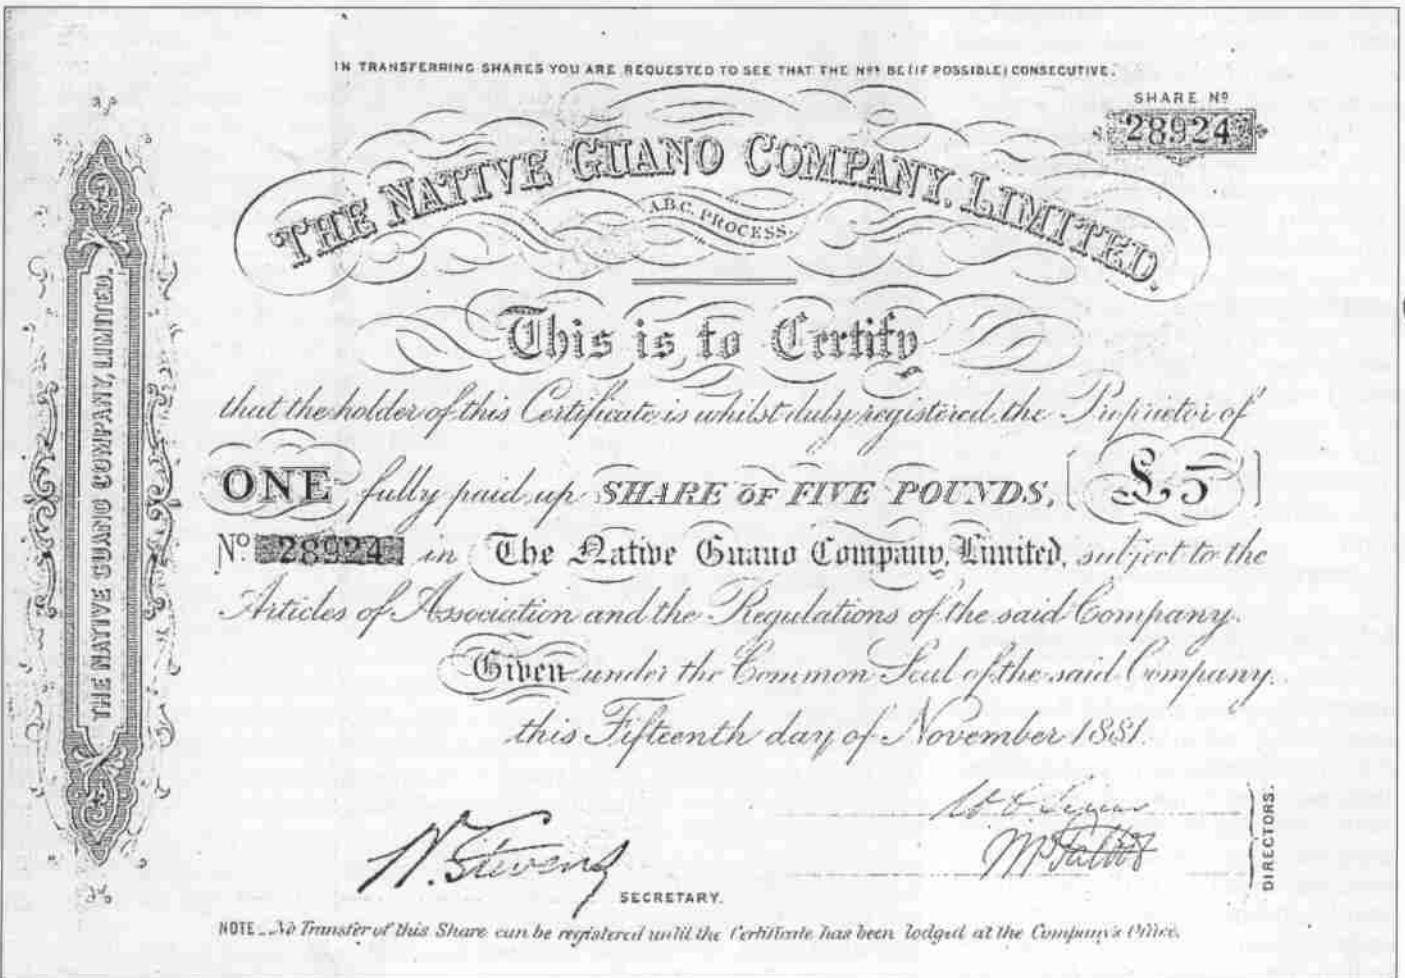 IN TRANSFERRING SHARES YOU ARE REQUESTED TO SEE THAT THE Nos BE (IF POSSIBLE) CONSECUTIVE.
SHARE No
28924
THE NATIVE GUANO COMPANY, LIMITED.
A.B.C. PROCESS.
This is to Certify
that the holder of this Certificate is whilst duly registered the Proprietor of
ONE fully paid up SHARE OF FIVE POUNDS, [£5]
No. 28924 in The Native Guano Company, Limited, subject to the
Articles of Association and the Regulations of the said Company.
Given under the Common Seal of the said Company.
this Fifteenth day of November 1881.
W. Stevens
SECRETARY.
DIRECTORS.
NOTE _ No Transfer of this Share can be registered until the Certificate has been lodged at the Company's Office.
THE NATIVE GUANO COMPANY, LIMITED.